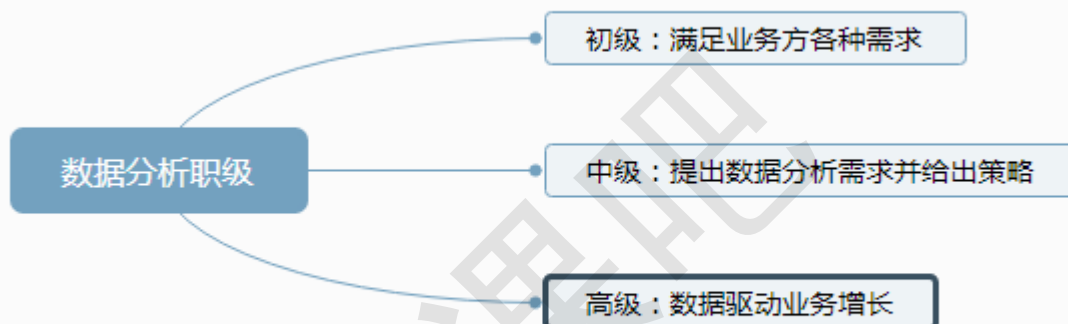 初级：满足业务方各种需求
数据分析职级
中级：提出数据分析需求并给出策略
高级：数据驱动业务增长